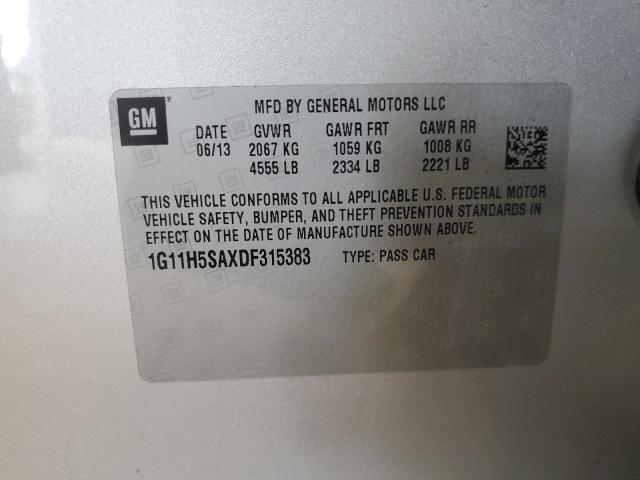 GM®
MFD BY GENERAL MOTORS LLC
DATE GVWR GAWR FRT GAWR RR
06/13 2067 KG 1059 KG 1008 KG
4555 LB 2334 LB 2221 LB
THIS VEHICLE CONFORMS TO ALL APPLICABLE U.S. FEDERAL MOTOR
VEHICLE SAFETY, BUMPER, AND THEFT PREVENTION STANDARDS IN
EFFECT ON THE DATE OF MANUFACTURE SHOWN ABOVE.
1G11H5SAXDF315383 TYPE: PASS CAR